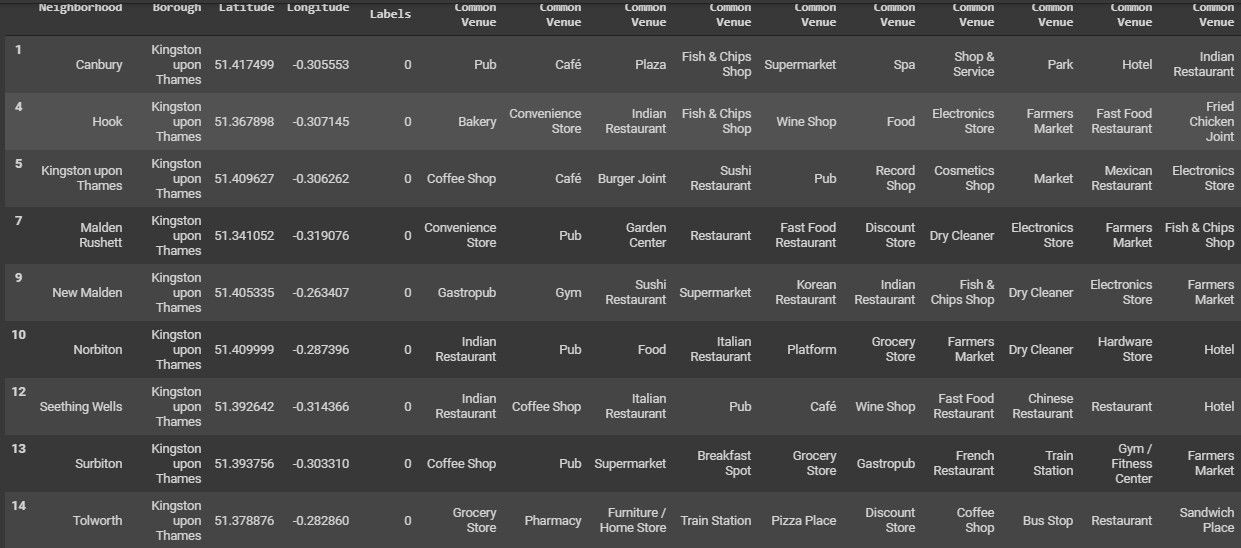 Neighborhood Borough Latitude Longitude Labels Common Venue Common Venue Common Venue Common Venue Common Venue Common Venue Common Venue Common Venue Common Venue Common Venue
1 Canbury Kingston upon Thames 51.417499 -0.305553 0 Pub Café Plaza Fish & Chips Shop Supermarket Spa Shop & Service Park Hotel Indian Restaurant
4 Hook Kingston upon Thames 51.367898 -0.307145 0 Bakery Convenience Store Indian Restaurant Fish & Chips Shop Wine Shop Food Electronics Store Farmers Market Fast Food Restaurant Fried Chicken Joint
5 Kingston upon Thames Kingston upon Thames 51.409627 -0.306262 0 Coffee Shop Café Burger Joint Sushi Restaurant Pub Record Shop Cosmetics Shop Market Mexican Restaurant Electronics Store
7 Malden Rushett Kingston upon Thames 51.341052 -0.319076 0 Convenience Store Pub Garden Center Restaurant Fast Food Restaurant Discount Store Dry Cleaner Electronics Store Farmers Market Fish & Chips Shop
9 New Malden Kingston upon Thames 51.405335 -0.263407 0 Gastropub Gym Sushi Restaurant Supermarket Korean Restaurant Indian Restaurant Fish & Chips Shop Dry Cleaner Electronics Store Farmers Market
10 Norbiton Kingston upon Thames 51.409999 -0.287396 0 Indian Restaurant Pub Food Italian Restaurant Platform Grocery Store Farmers Market Dry Cleaner Hardware Store Hotel
12 Seething Wells Kingston upon Thames 51.392642 -0.314366 0 Indian Restaurant Coffee Shop Italian Restaurant Pub Café Wine Shop Fast Food Restaurant Chinese Restaurant Restaurant Hotel
13 Surbiton Kingston upon Thames 51.393756 -0.303310 0 Coffee Shop Pub Supermarket Breakfast Spot Grocery Store Gastropub French Restaurant Train Station Gym / Fitness Center Farmers Market
14 Tolworth Kingston upon Thames 51.378876 -0.282860 0 Grocery Store Pharmacy Furniture / Home Store Train Station Pizza Place Discount Store Coffee Shop Bus Stop Restaurant Sandwich Place